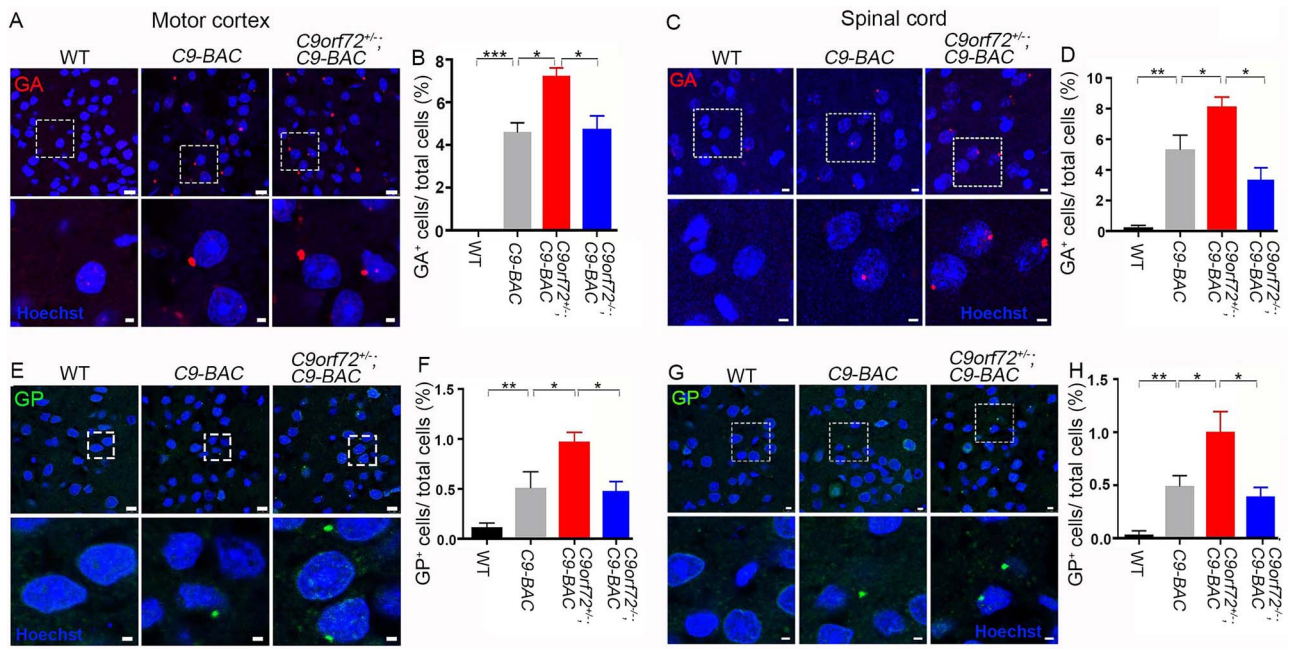 A
Motor cortex
WT
C9-BAC
C9orf72+/-;
C9-BAC
GA
Hoechst
B
GA+ cells/ total cells (%)
8
6
4
2
0
*** * *
WT
C9-BAC
C9orf72+/-;
C9-BAC
C9orf72-/-;
C9-BAC
C
Spinal cord
WT
C9-BAC
C9orf72+/-;
C9-BAC
GA
Hoechst
D
GA+ cells/ total cells (%)
10
8
6
4
2
0
** * *
WT
C9-BAC
C9orf72+/-;
C9-BAC
C9orf72-/-;
C9-BAC
E
WT
C9-BAC
C9orf72+/-;
C9-BAC
GP
Hoechst
F
GP+ cells/ total cells (%)
1.5
1.0
0.5
0.0
** * *
WT
C9-BAC
C9orf72+/-;
C9-BAC
C9orf72-/-;
C9-BAC
G
WT
C9-BAC
C9orf72+/-;
C9-BAC
GP
Hoechst
H
GP+ cells/ total cells (%)
1.5
1.0
0.5
0.0
** * *
WT
C9-BAC
C9orf72+/-;
C9-BAC
C9orf72-/-;
C9-BAC